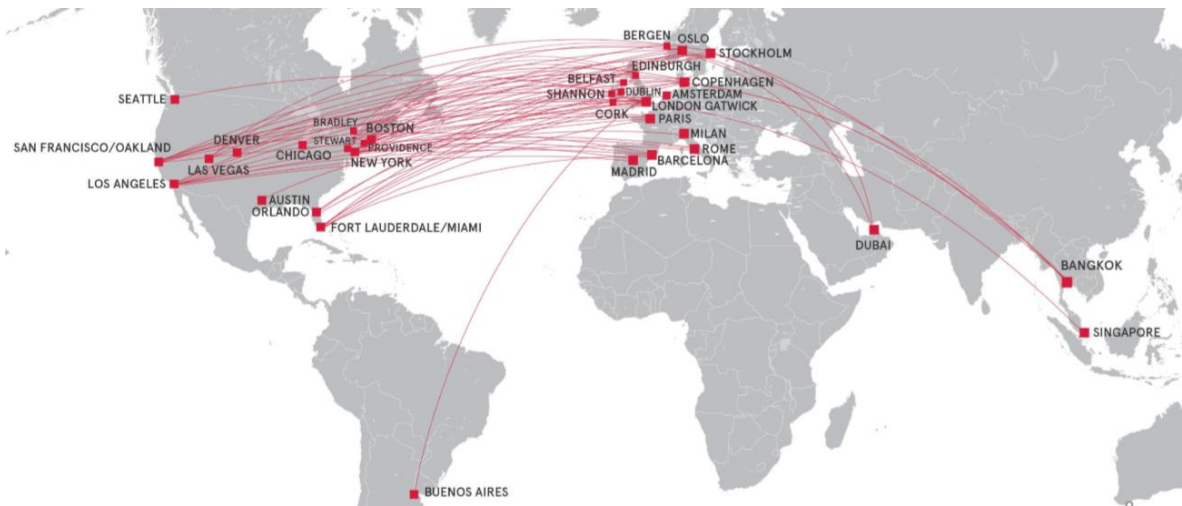 BERGEN
OSLO
STOCKHOLM
EDINBURGH
BELFAST
COPENHAGEN
SHANNON
DUBLIN
AMSTERDAM
LONDON GATWICK
CORK
PARIS
SEATTLE
BRADLEY
BOSTON
MILAN
DENVER
STEWART
PROVIDENCE
SAN FRANCISCO/OAKLAND
CHICAGO
NEW YORK
ROME
LAS VEGAS
BARCELONA
MADRID
LOS ANGELES
AUSTIN
ORLANDO
FORT LAUDERDALE/MIAMI
DUBAI
BANGKOK
SINGAPORE
BUENOS AIRES